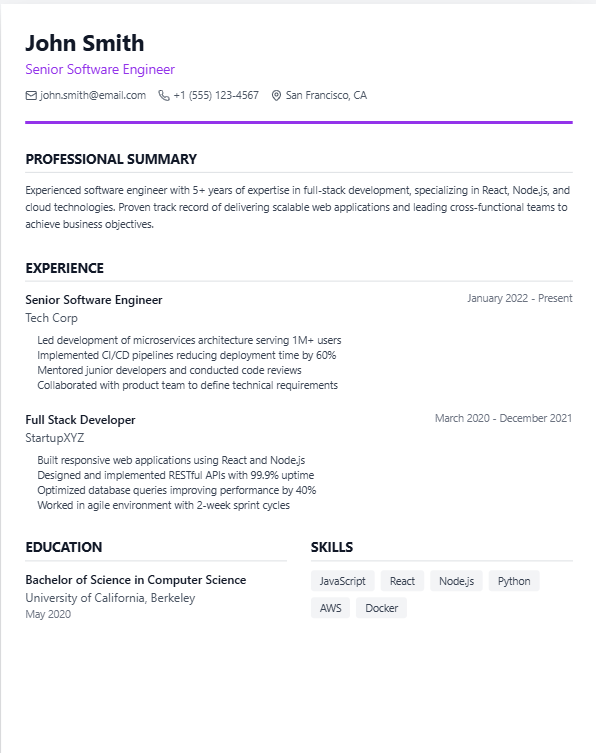 John Smith
Senior Software Engineer
john.smith@email.com +1 (555) 123-4567 San Francisco, CA
PROFESSIONAL SUMMARY
Experienced software engineer with 5+ years of expertise in full-stack development, specializing in React, Node.js, and
cloud technologies. Proven track record of delivering scalable web applications and leading cross-functional teams to
achieve business objectives.
EXPERIENCE
Senior Software Engineer January 2022 - Present
Tech Corp
Led development of microservices architecture serving 1M+ users
Implemented CI/CD pipelines reducing deployment time by 60%
Mentored junior developers and conducted code reviews
Collaborated with product team to define technical requirements
Full Stack Developer March 2020 - December 2021
StartupXYZ
Built responsive web applications using React and Node.js
Designed and implemented RESTful APIs with 99.9% uptime
Optimized database queries improving performance by 40%
Worked in agile environment with 2-week sprint cycles
EDUCATION
Bachelor of Science in Computer Science
University of California, Berkeley
May 2020
SKILLS
JavaScript React Node.js Python
AWS Docker